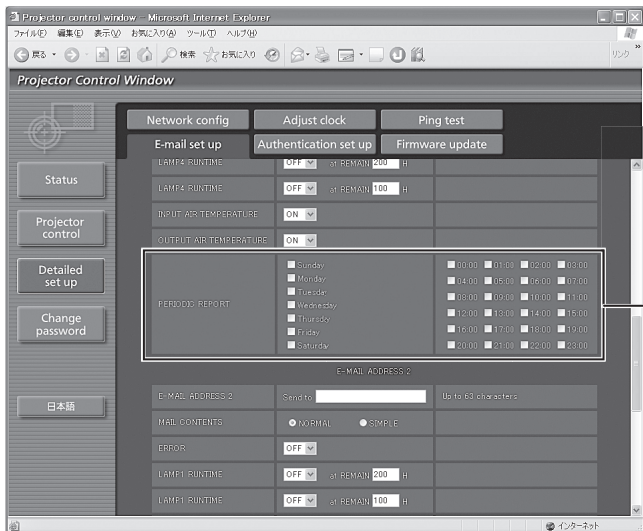 Projector control window - Microsoft Internet Explorer
ファイル(F) 編集(E) 表示(V) お気に入り(A) ツール(T) ヘルプ(H)
戻る 検索 お気に入り リンク »
Projector Control Window
Network config Adjust clock Ping test
E-mail set up Authentication set up Firmware update
Status
Projector control
Detailed set up
Change password
日本語
LAMP4 RUNTIME OFF at REMAIN 200 H
LAMP4 RUNTIME OFF at REMAIN 100 H
INPUT AIR TEMPERATURE ON
OUTPUT AIR TEMPERATURE ON
PERIODIC REPORT
Sunday
Monday
Tuesday
Wednesday
Thursday
Friday
Saturday
00:00 01:00 02:00 03:00
04:00 05:00 06:00 07:00
08:00 09:00 10:00 11:00
12:00 13:00 14:00 15:00
16:00 17:00 18:00 19:00
20:00 21:00 22:00 23:00
E-MAIL ADDRESS 2
E-MAIL ADDRESS 2 Send to Up to 63 characters
MAIL CONTENTS NORMAL SIMPLE
ERROR OFF
LAMP1 RUNTIME OFF at REMAIN 200 H
LAMP1 RUNTIME OFF at REMAIN 100 H
インターネット